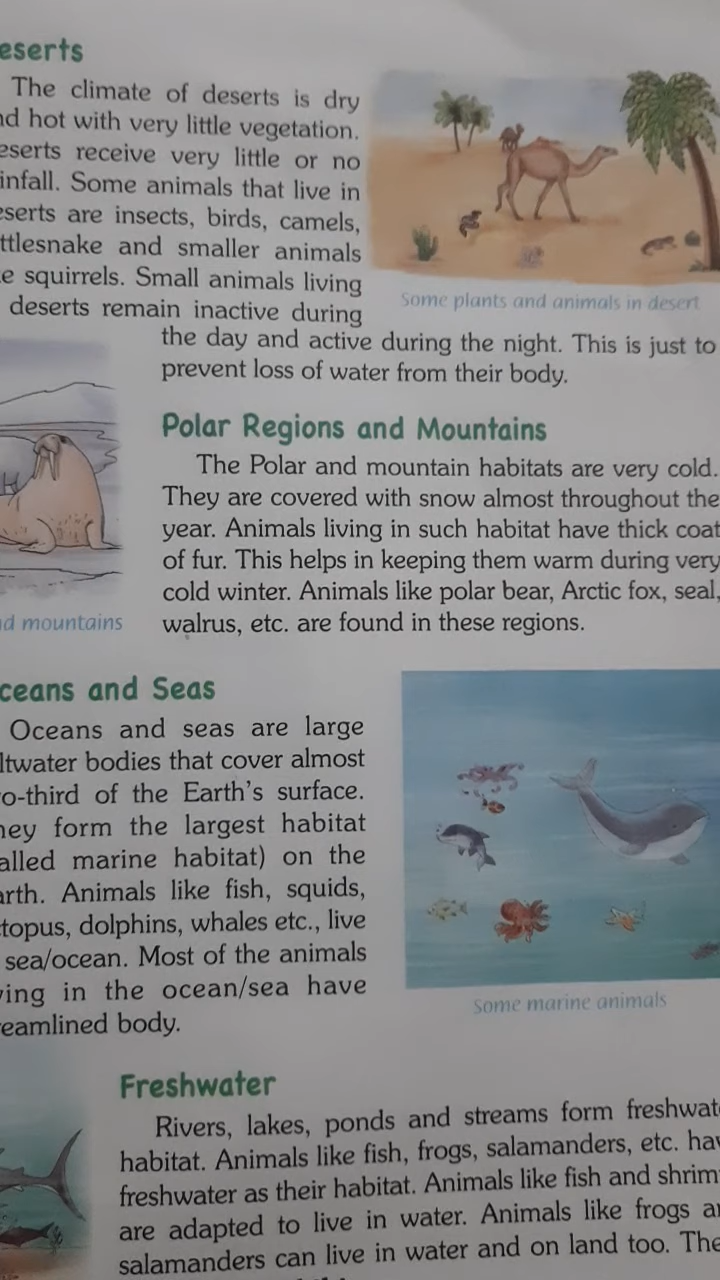 eserts
The climate of deserts is dry
nd hot with very little vegetation.
eserts receive very little or no
infall. Some animals that live in
eserts are insects, birds, camels,
ttlesnake and smaller animals
e squirrels. Small animals living
deserts remain inactive during
Some plants and animals in desert
the day and active during the night. This is just to
prevent loss of water from their body.
Polar Regions and Mountains
The Polar and mountain habitats are very cold.
They are covered with snow almost throughout the
year. Animals living in such habitat have thick coat
of fur. This helps in keeping them warm during very
cold winter. Animals like polar bear, Arctic fox, seal,
walrus, etc. are found in these regions.
nd mountains
ceans and Seas
Oceans and seas are large
ltwater bodies that cover almost
o-third of the Earth's surface.
hey form the largest habitat
alled marine habitat) on the
arth. Animals like fish, squids,
topus, dolphins, whales etc., live
sea/ocean. Most of the animals
ving in the ocean/sea have
reamlined body.
Some marine animals
Freshwater
Rivers, lakes, ponds and streams form freshwat
habitat. Animals like fish, frogs, salamanders, etc. hav
freshwater as their habitat. Animals like fish and shrim
are adapted to live in water. Animals like frogs a
salamanders can live in water and on land too. The